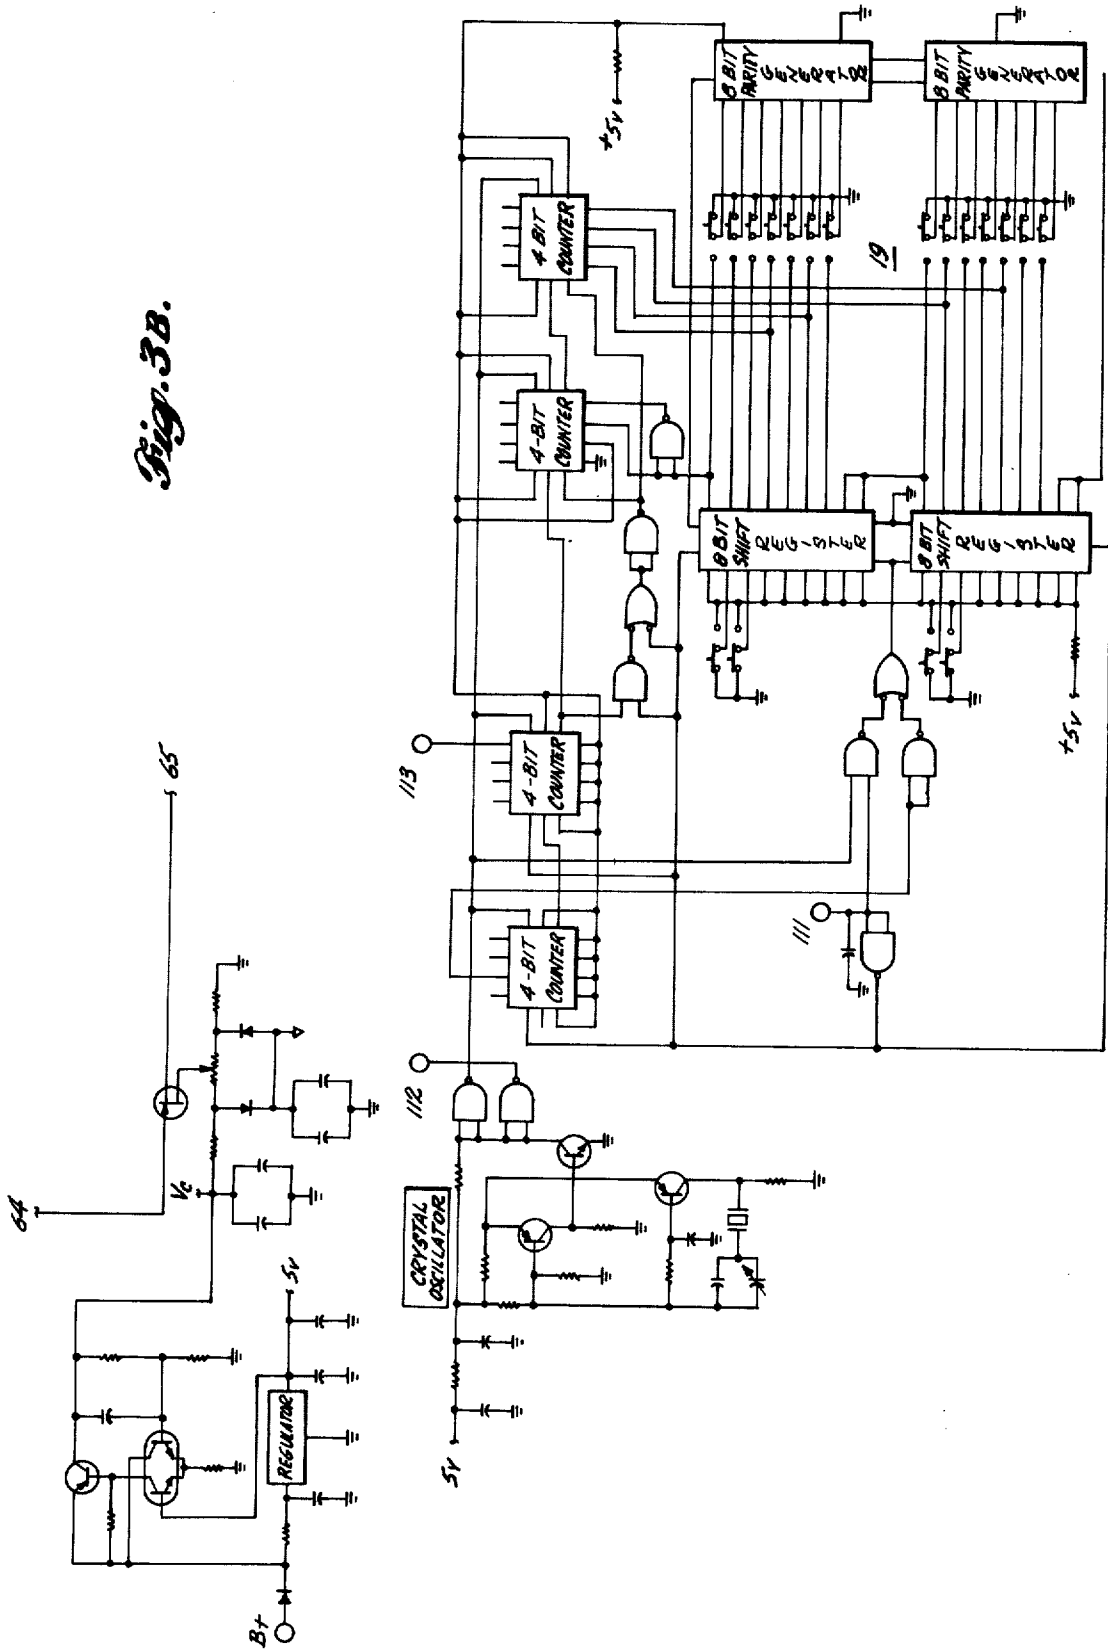 Fig. 3B.
64
65
Vc
B+
REGULATOR
5v
5v
CRYSTAL
OSCILLATOR
112
113
111
4-BIT
COUNTER
4-BIT
COUNTER
4-BIT
COUNTER
4 BIT
COUNTER
+5v
8 BIT
SHIFT
REGISTER
8 BIT
SHIFT
REGISTER
+5v
19
8 BIT
PARITY
GENERATOR
8 BIT
PARITY
GENERATOR